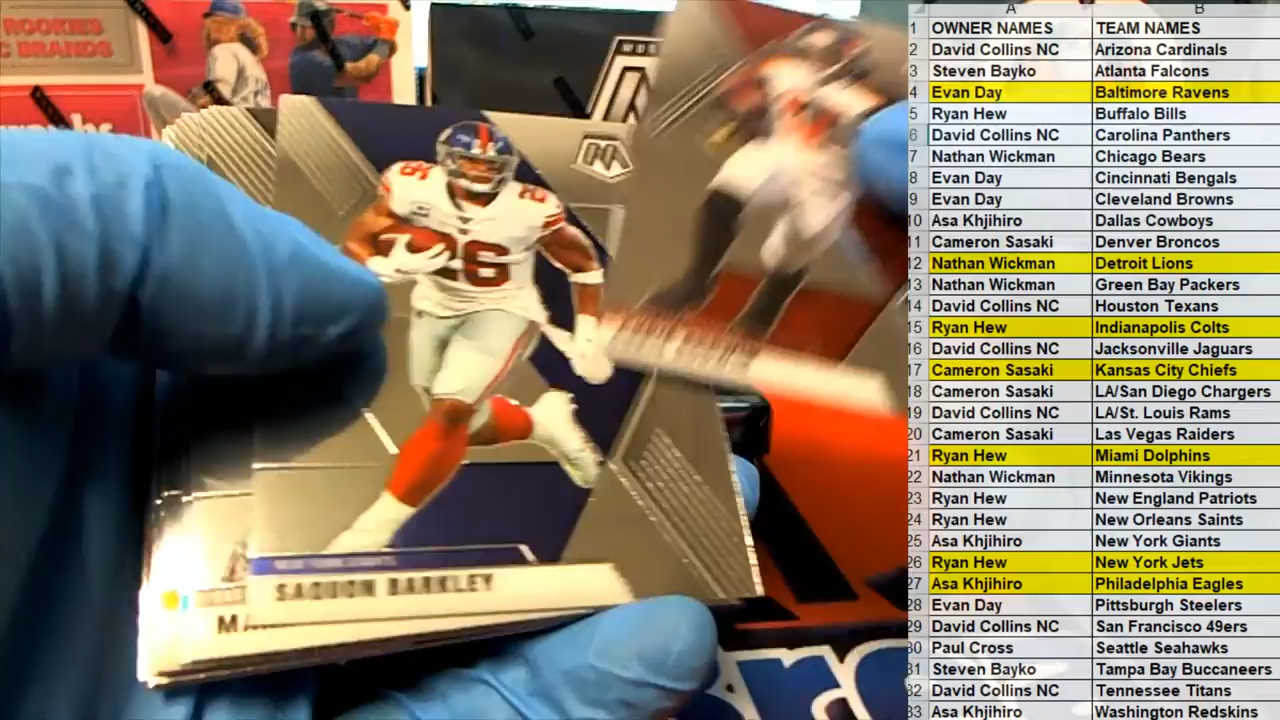 ROOKIES
BRANDS
SAQUON BARKLEY
A B
1 OWNER NAMES TEAM NAMES
2 David Collins NC Arizona Cardinals
3 Steven Bayko Atlanta Falcons
4 Evan Day Baltimore Ravens
5 Ryan Hew Buffalo Bills
6 David Collins NC Carolina Panthers
7 Nathan Wickman Chicago Bears
8 Evan Day Cincinnati Bengals
9 Evan Day Cleveland Browns
10 Asa Khjihiro Dallas Cowboys
11 Cameron Sasaki Denver Broncos
12 Nathan Wickman Detroit Lions
13 Nathan Wickman Green Bay Packers
14 David Collins NC Houston Texans
15 Ryan Hew Indianapolis Colts
16 David Collins NC Jacksonville Jaguars
17 Cameron Sasaki Kansas City Chiefs
18 Cameron Sasaki LA/San Diego Chargers
19 David Collins NC LA/St. Louis Rams
20 Cameron Sasaki Las Vegas Raiders
21 Ryan Hew Miami Dolphins
22 Nathan Wickman Minnesota Vikings
23 Ryan Hew New England Patriots
24 Ryan Hew New Orleans Saints
25 Asa Khjihiro New York Giants
26 Ryan Hew New York Jets
27 Asa Khjihiro Philadelphia Eagles
28 Evan Day Pittsburgh Steelers
29 David Collins NC San Francisco 49ers
30 Paul Cross Seattle Seahawks
31 Steven Bayko Tampa Bay Buccaneers
32 David Collins NC Tennessee Titans
33 Asa Khjihiro Washington Redskins
26
26
26